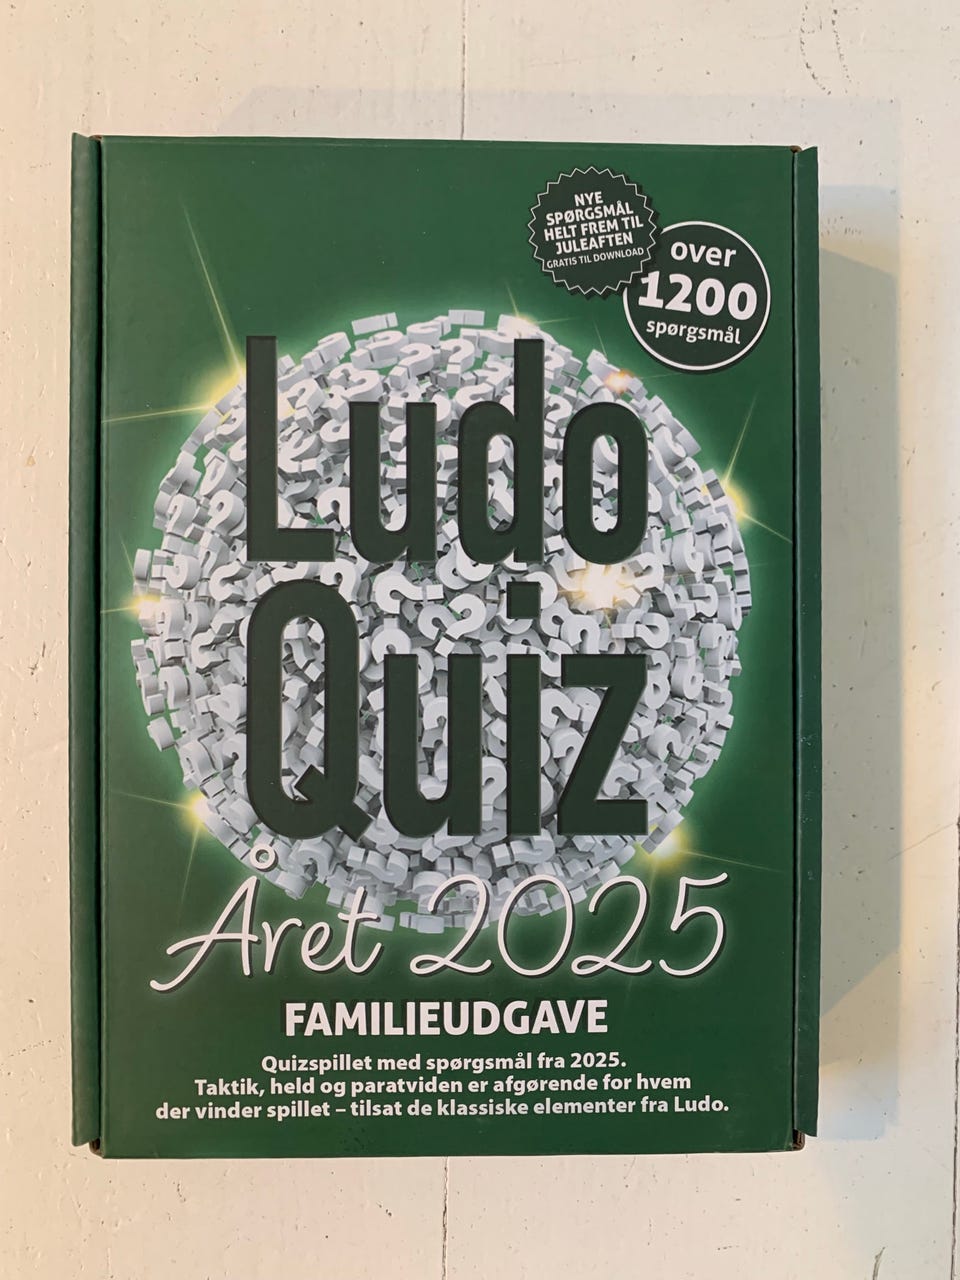 NYE
SPØRGSMÅL
HELT FREM TIL
JULEAFTEN
GRATIS TIL DOWNLOAD
over
1200
spørgsmål
Ludo
Quiz
Året 2025
FAMILIEUDGAVE
Quizspillet med spørgsmål fra 2025.
Taktik, held og paratviden er afgørende for hvem
der vinder spillet – tilsat de klassiske elementer fra Ludo.